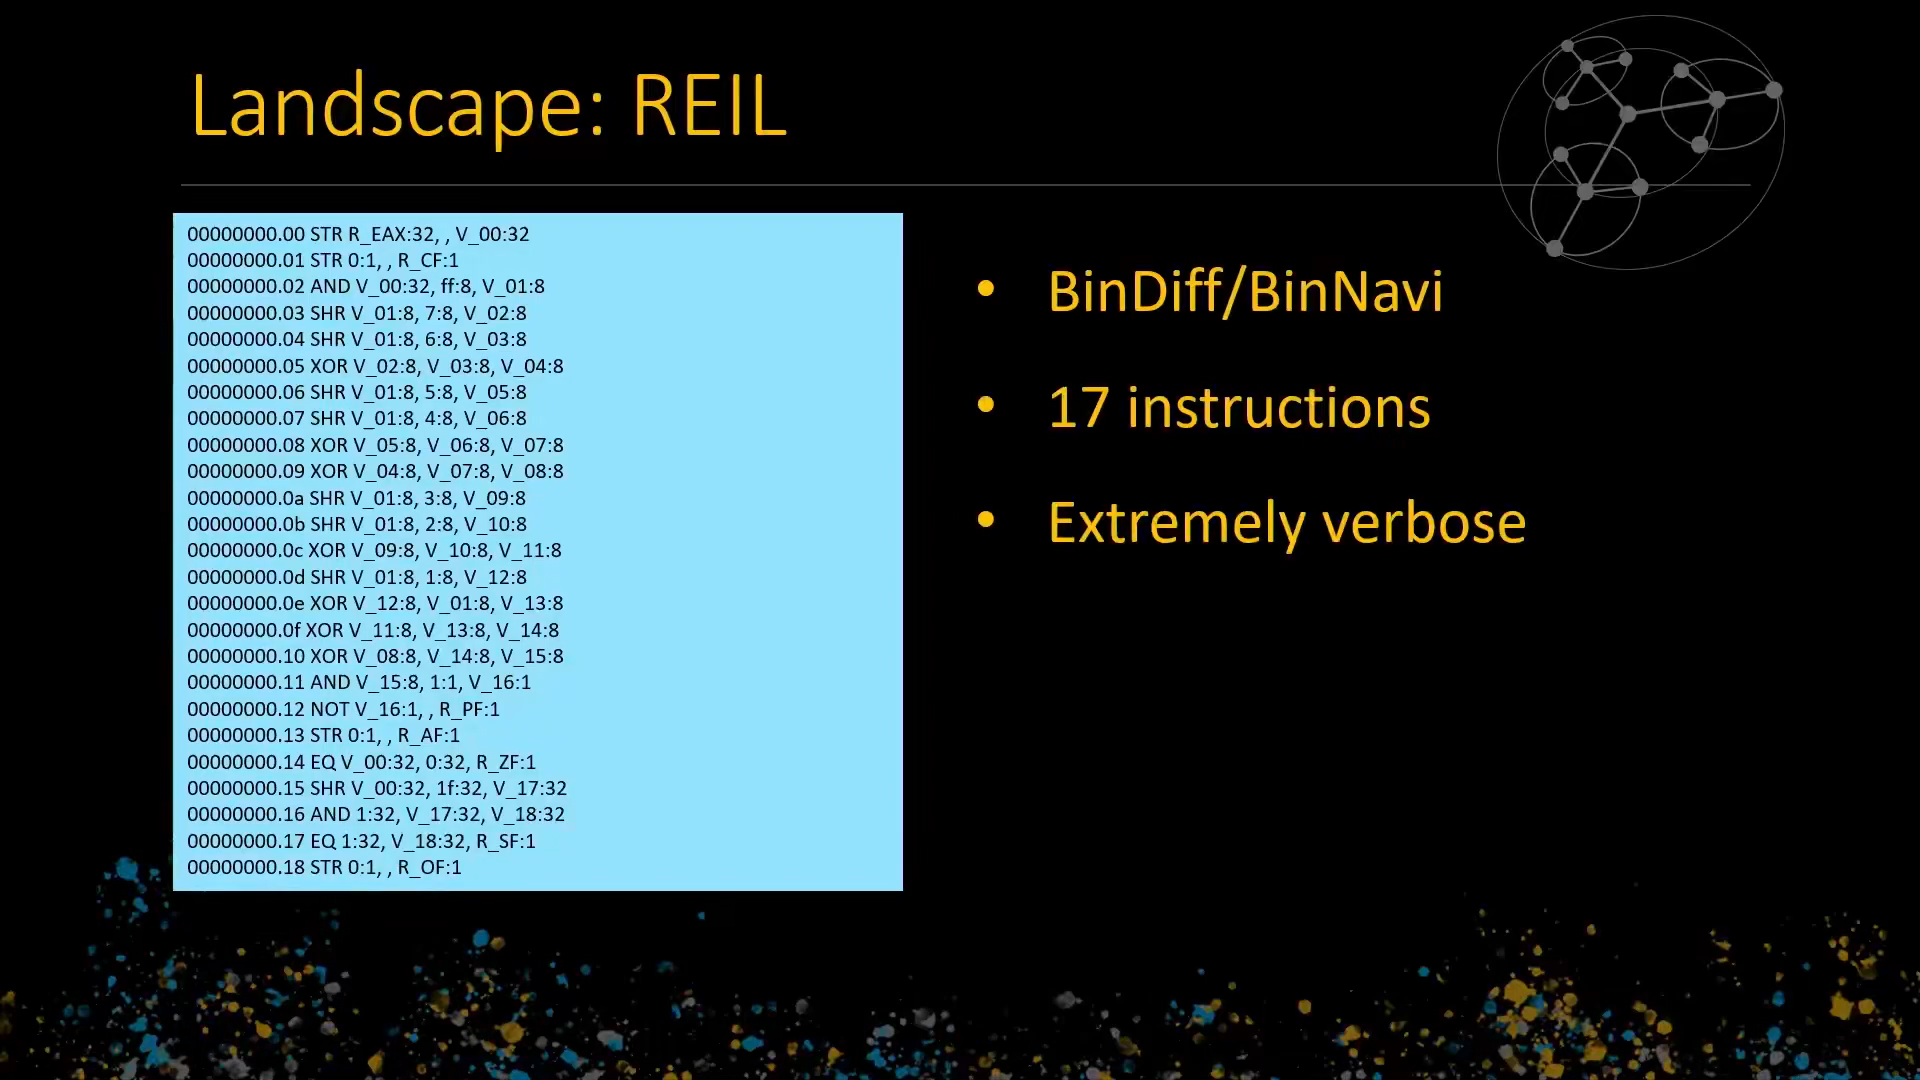 Landscape: REIL
00000000.00 STR R_EAX:32, , V_00:32
00000000.01 STR 0:1, , R_CF:1
00000000.02 AND V_00:32, ff:8, V_01:8
00000000.03 SHR V_01:8, 7:8, V_02:8
00000000.04 SHR V_01:8, 6:8, V_03:8
00000000.05 XOR V_02:8, V_03:8, V_04:8
00000000.06 SHR V_01:8, 5:8, V_05:8
00000000.07 SHR V_01:8, 4:8, V_06:8
00000000.08 XOR V_05:8, V_06:8, V_07:8
00000000.09 XOR V_04:8, V_07:8, V_08:8
00000000.0a SHR V_01:8, 3:8, V_09:8
00000000.0b SHR V_01:8, 2:8, V_10:8
00000000.0c XOR V_09:8, V_10:8, V_11:8
00000000.0d SHR V_01:8, 1:8, V_12:8
00000000.0e XOR V_12:8, V_01:8, V_13:8
00000000.0f XOR V_11:8, V_13:8, V_14:8
00000000.10 XOR V_08:8, V_14:8, V_15:8
00000000.11 AND V_15:8, 1:1, V_16:1
00000000.12 NOT V_16:1, , R_PF:1
00000000.13 STR 0:1, , R_AF:1
00000000.14 EQ V_00:32, 0:32, R_ZF:1
00000000.15 SHR V_00:32, 1f:32, V_17:32
00000000.16 AND 1:32, V_17:32, V_18:32
00000000.17 EQ 1:32, V_18:32, R_SF:1
00000000.18 STR 0:1, , R_OF:1
• BinDiff/BinNavi
• 17 instructions
• Extremely verbose